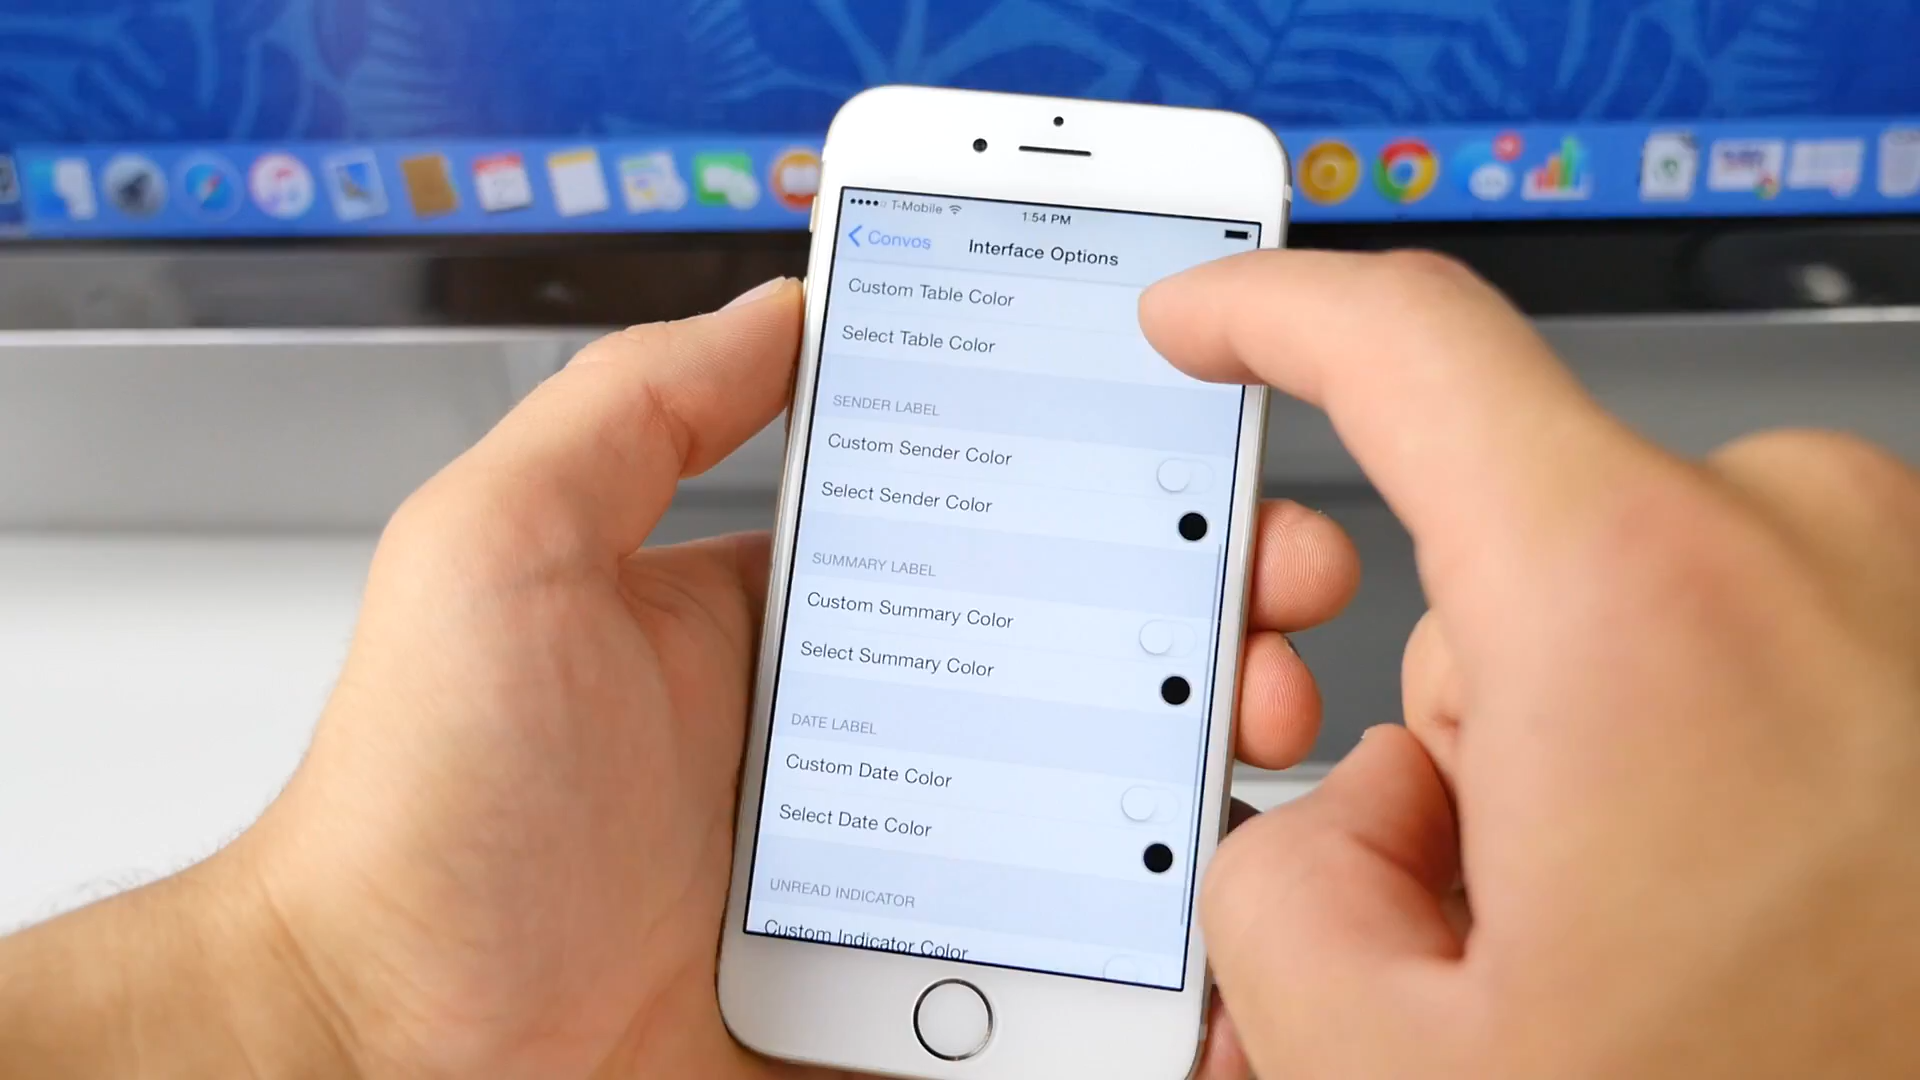 T-Mobile
1:54 PM
Convos
Interface Options
Custom Table Color
Select Table Color
SENDER LABEL
Custom Sender Color
Select Sender Color
SUMMARY LABEL
Custom Summary Color
Select Summary Color
DATE LABEL
Custom Date Color
Select Date Color
UNREAD INDICATOR
Custom Indicator Color